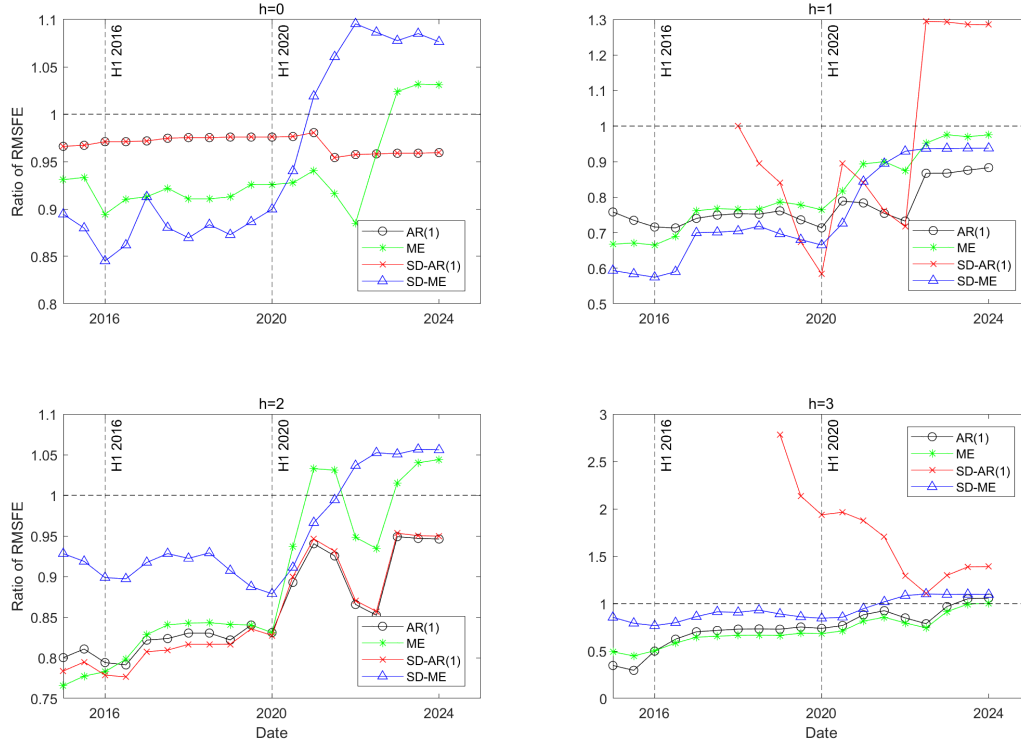 h=0
Ratio of RMSFE
1.1
1.05
1
0.95
0.9
0.85
0.8
H1 2016
H1 2020
AR(1)
ME
SD-AR(1)
SD-ME
2016
2020
2024
h=1
1.3
1.2
1.1
1
0.9
0.8
0.7
0.6
0.5
H1 2016
H1 2020
AR(1)
ME
SD-AR(1)
SD-ME
2016
2020
2024
h=2
Ratio of RMSFE
1.1
1.05
1
0.95
0.9
0.85
0.8
0.75
H1 2016
H1 2020
AR(1)
ME
SD-AR(1)
SD-ME
2016
2020
2024
Date
h=3
3
2.5
2
1.5
1
0.5
0
H1 2016
H1 2020
AR(1)
ME
SD-AR(1)
SD-ME
2016
2020
2024
Date